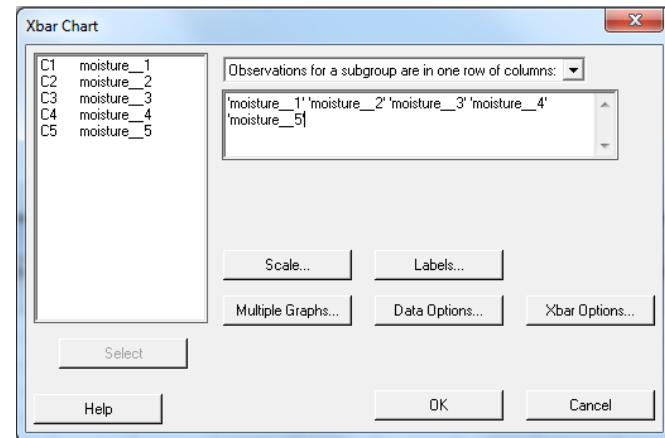 Xbar Chart
C1 moisture__1
C2 moisture__2
C3 moisture__3
C4 moisture__4
C5 moisture__5
Observations for a subgroup are in one row of columns:
'moisture__1' 'moisture__2' 'moisture__3' 'moisture__4'
'moisture__5'
Scale...
Labels...
Multiple Graphs...
Data Options...
Xbar Options...
Select
Help
OK
Cancel